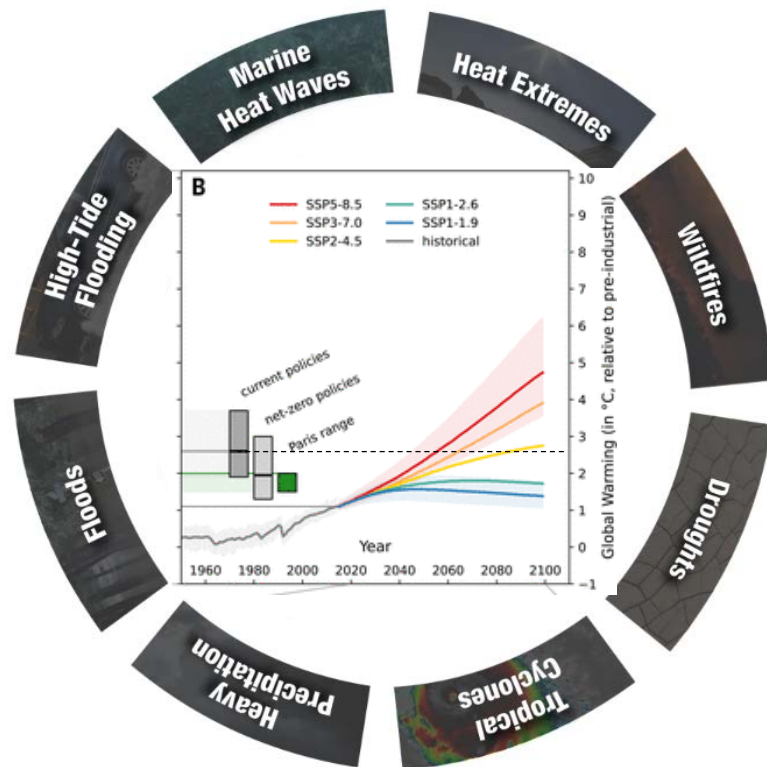 Marine
Heat Waves
Heat Extremes
Wildfires
Droughts
Tropical
Cyclones
Heavy
Precipitation
Floods
High-Tide
Flooding
B
SSP5-8.5
SSP3-7.0
SSP2-4.5
SSP1-2.6
SSP1-1.9
historical
current policies
net-zero policies
Paris range
10
9
8
7
6
5
4
3
2
1
0
−1
Global Warming (in °C, relative to pre-industrial)
Year
1960 1980 2000 2020 2040 2060 2080 2100